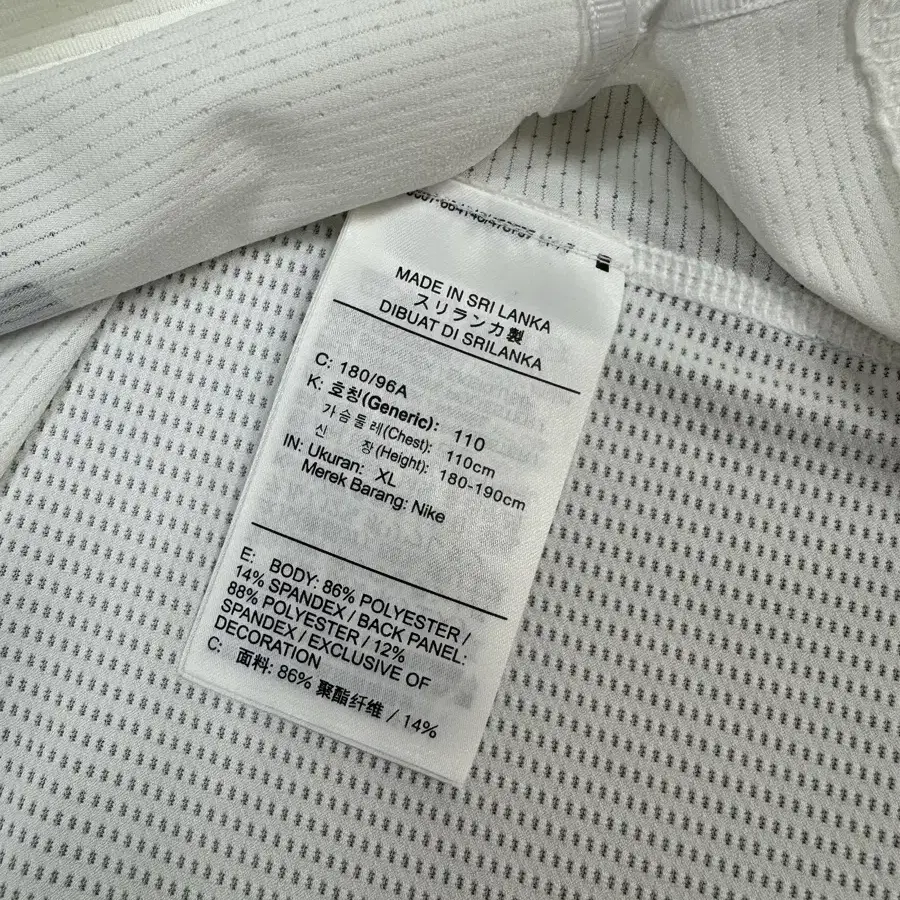 MADE IN SRI LANKA
スリランカ製
DIBUAT DI SRILANKA
C: 180/96A
K: 호칭(Generic): 110
가슴둘레(Chest): 110cm
신 장(Height): 180-190cm
IN: Ukuran: XL
Merek Barang: Nike
E: BODY: 86% POLYESTER /
14% SPANDEX / BACK PANEL:
88% POLYESTER / 12%
SPANDEX / EXCLUSIVE OF
DECORATION
C: 面料: 86% 聚酯纤维 / 14%